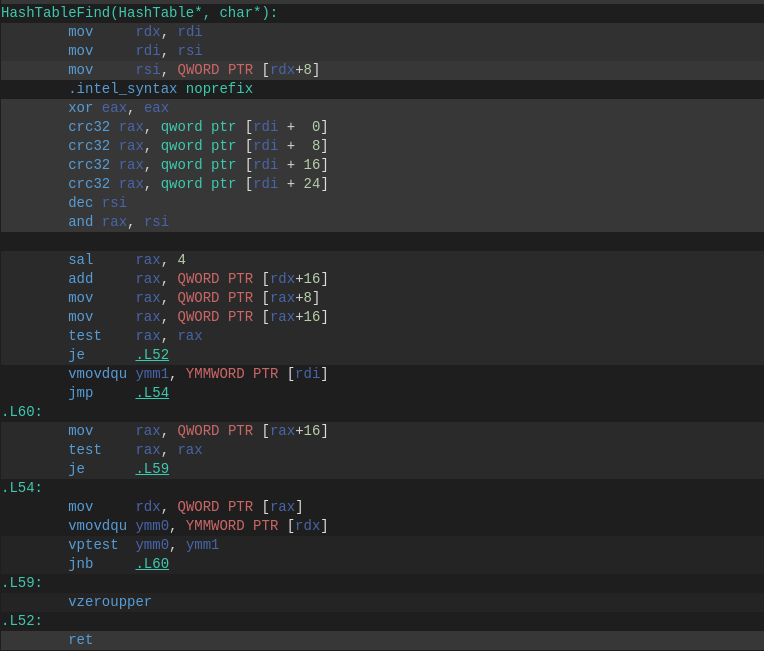 HashTableFind(HashTable*, char*):
        mov     rdx, rdi
        mov     rdi, rsi
        mov     rsi, QWORD PTR [rdx+8]
        .intel_syntax noprefix
        xor eax, eax
        crc32 rax, qword ptr [rdi +  0]
        crc32 rax, qword ptr [rdi +  8]
        crc32 rax, qword ptr [rdi + 16]
        crc32 rax, qword ptr [rdi + 24]
        dec rsi
        and rax, rsi
        sal     rax, 4
        add     rax, QWORD PTR [rdx+16]
        mov     rax, QWORD PTR [rax+8]
        mov     rax, QWORD PTR [rax+16]
        test    rax, rax
        je      .L52
        vmovdqu ymm1, YMMWORD PTR [rdi]
        jmp     .L54
.L60:
        mov     rax, QWORD PTR [rax+16]
        test    rax, rax
        je      .L59
.L54:
        mov     rdx, QWORD PTR [rax]
        vmovdqu ymm0, YMMWORD PTR [rdx]
        vptest  ymm0, ymm1
        jnb     .L60
.L59:
        vzeroupper
.L52:
        ret